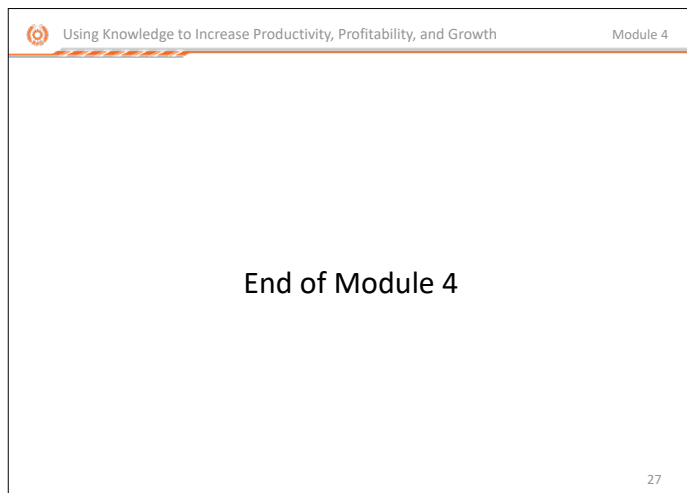 Using Knowledge to Increase Productivity, Profitability, and Growth Module 4
End of Module 4
27